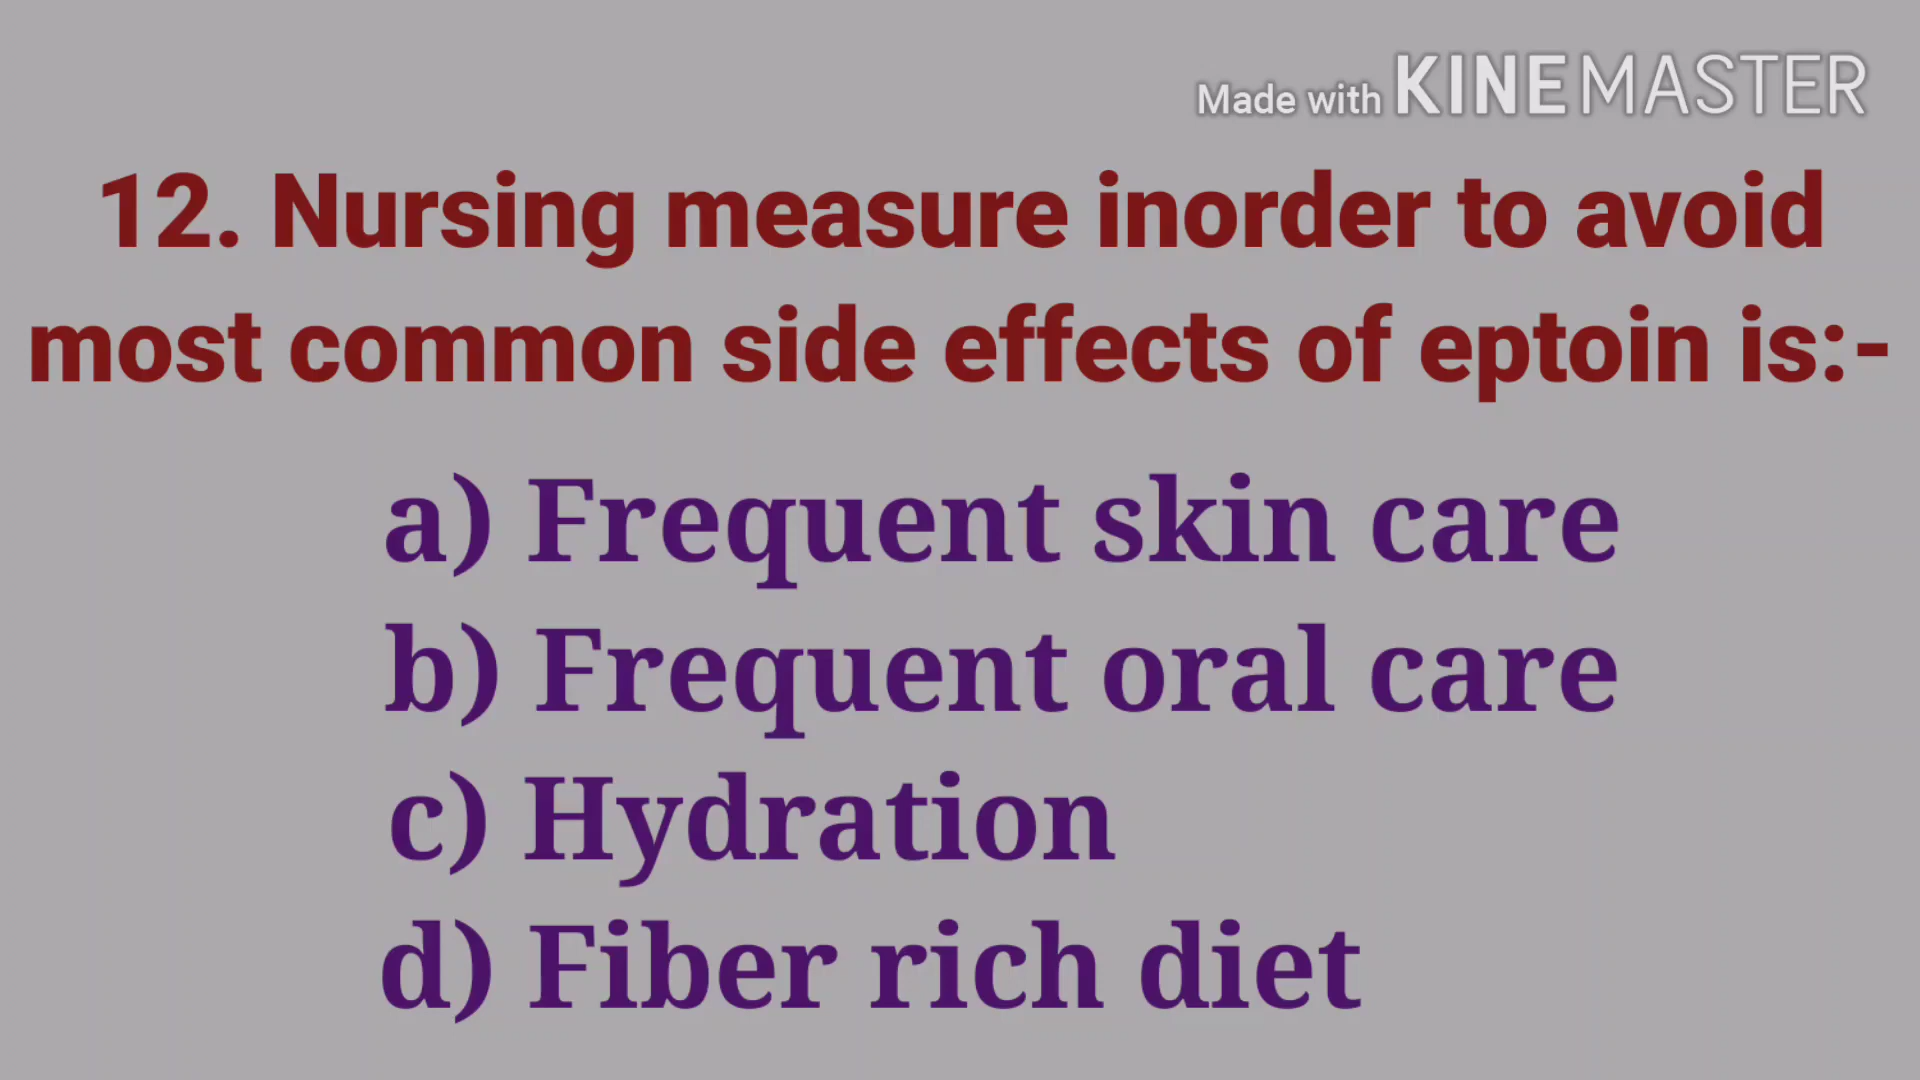 Made with KINEMASTER
12. Nursing measure inorder to avoid
most common side effects of eptoin is:-
a) Frequent skin care
b) Frequent oral care
c) Hydration
d) Fiber rich diet